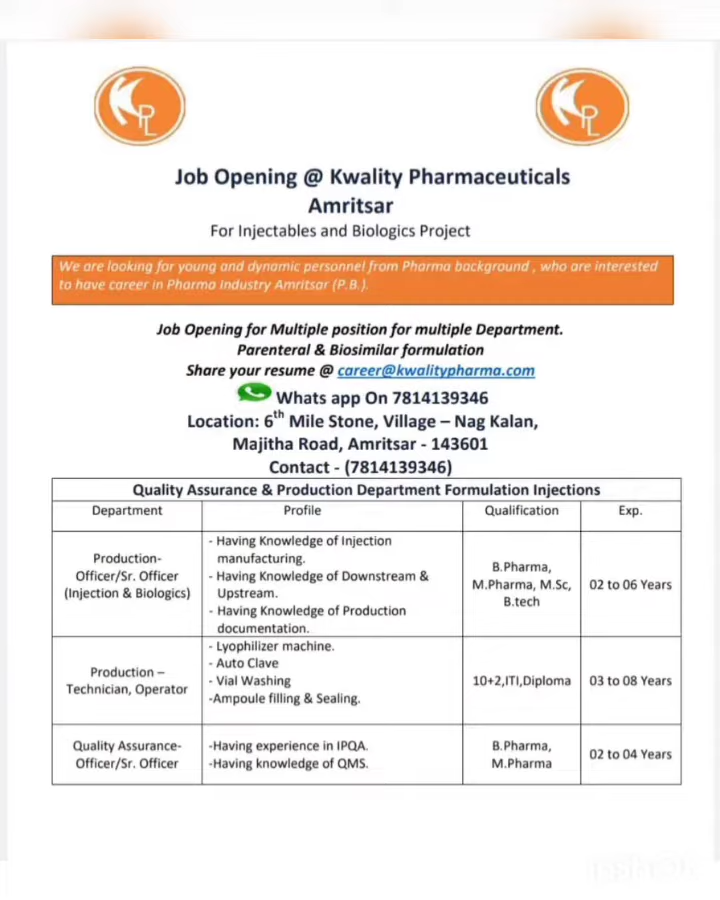 KPL
KPL
Job Opening @ Kwality Pharmaceuticals
Amritsar
For Injectables and Biologics Project
We are looking for young and dynamic personnel from Pharma background , who are interested
to have career in Pharma Industry Amritsar (P.B.).
Job Opening for Multiple position for multiple Department.
Parenteral & Biosimilar formulation
Share your resume @ career@kwalitypharma.com
Whats app On 7814139346
Location: 6th Mile Stone, Village – Nag Kalan,
Majitha Road, Amritsar - 143601
Contact - (7814139346)
Quality Assurance & Production Department Formulation Injections
Department Profile Qualification Exp.
Production-
Officer/Sr. Officer
(Injection & Biologics)
- Having Knowledge of Injection
manufacturing.
- Having Knowledge of Downstream &
Upstream.
- Having Knowledge of Production
documentation.
B.Pharma,
M.Pharma, M.Sc,
B.tech
02 to 06 Years
Production –
Technician, Operator
- Lyophilizer machine.
- Auto Clave
- Vial Washing
-Ampoule filling & Sealing.
10+2,ITI,Diploma
03 to 08 Years
Quality Assurance-
Officer/Sr. Officer
-Having experience in IPQA.
-Having knowledge of QMS.
B.Pharma,
M.Pharma
02 to 04 Years